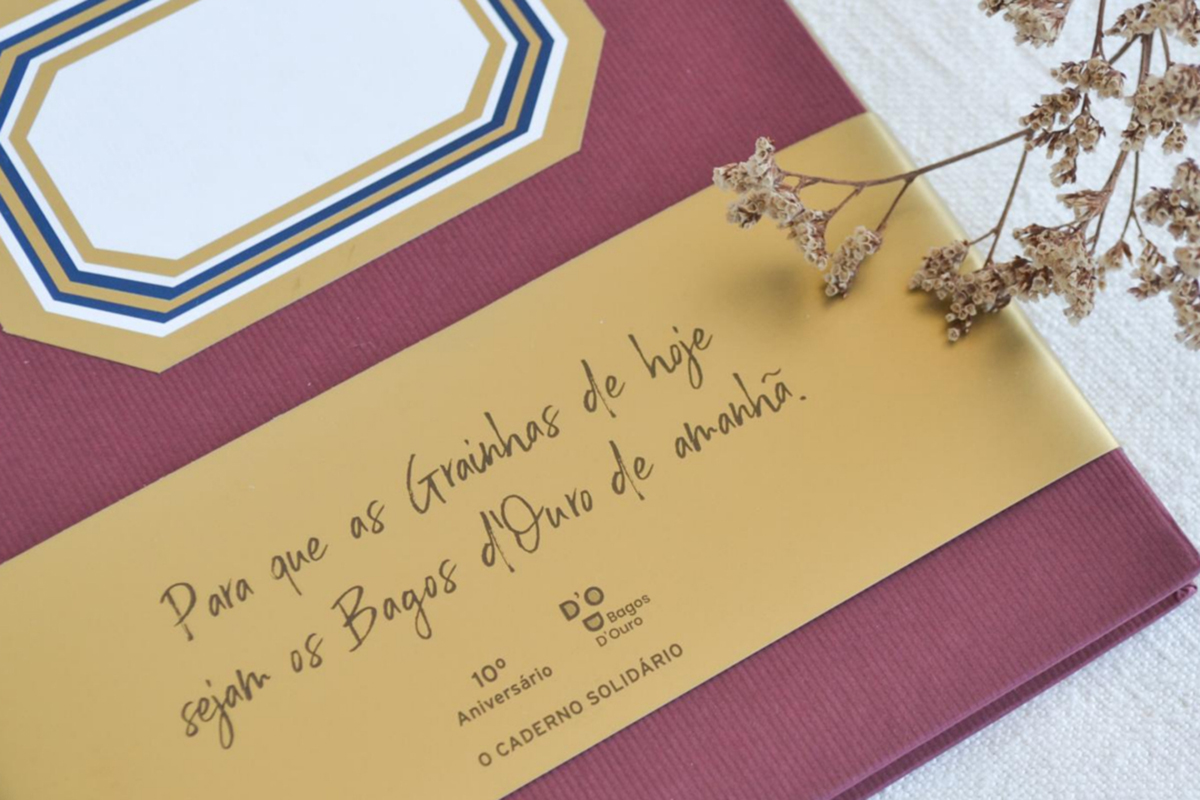 Para que as Grainhas de hoje
sejam os Bagos d'Ouro de amanhã.
D'O
D Bagos
D'Ouro
10º
Aniversário
O CADERNO SOLIDÁRIO